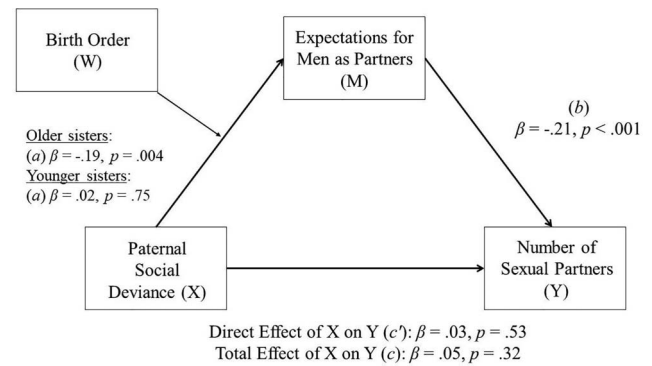 Birth Order
(W)
Expectations for
Men as Partners
(M)
(b)
β = -.21, p < .001
Older sisters:
(a) β = -.19, p = .004
Younger sisters:
(a) β = .02, p = .75
Paternal
Social
Deviance (X)
Number of
Sexual Partners
(Y)
Direct Effect of X on Y (c′): β = .03, p = .53
Total Effect of X on Y (c): β = .05, p = .32